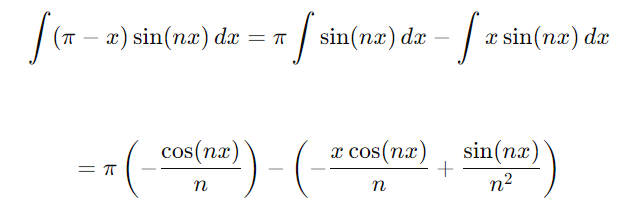 ∫(π − x) sin(nx) dx = π ∫ sin(nx) dx − ∫ x sin(nx) dx
= π (− cos(nx)/n) − (− x cos(nx)/n + sin(nx)/n²)